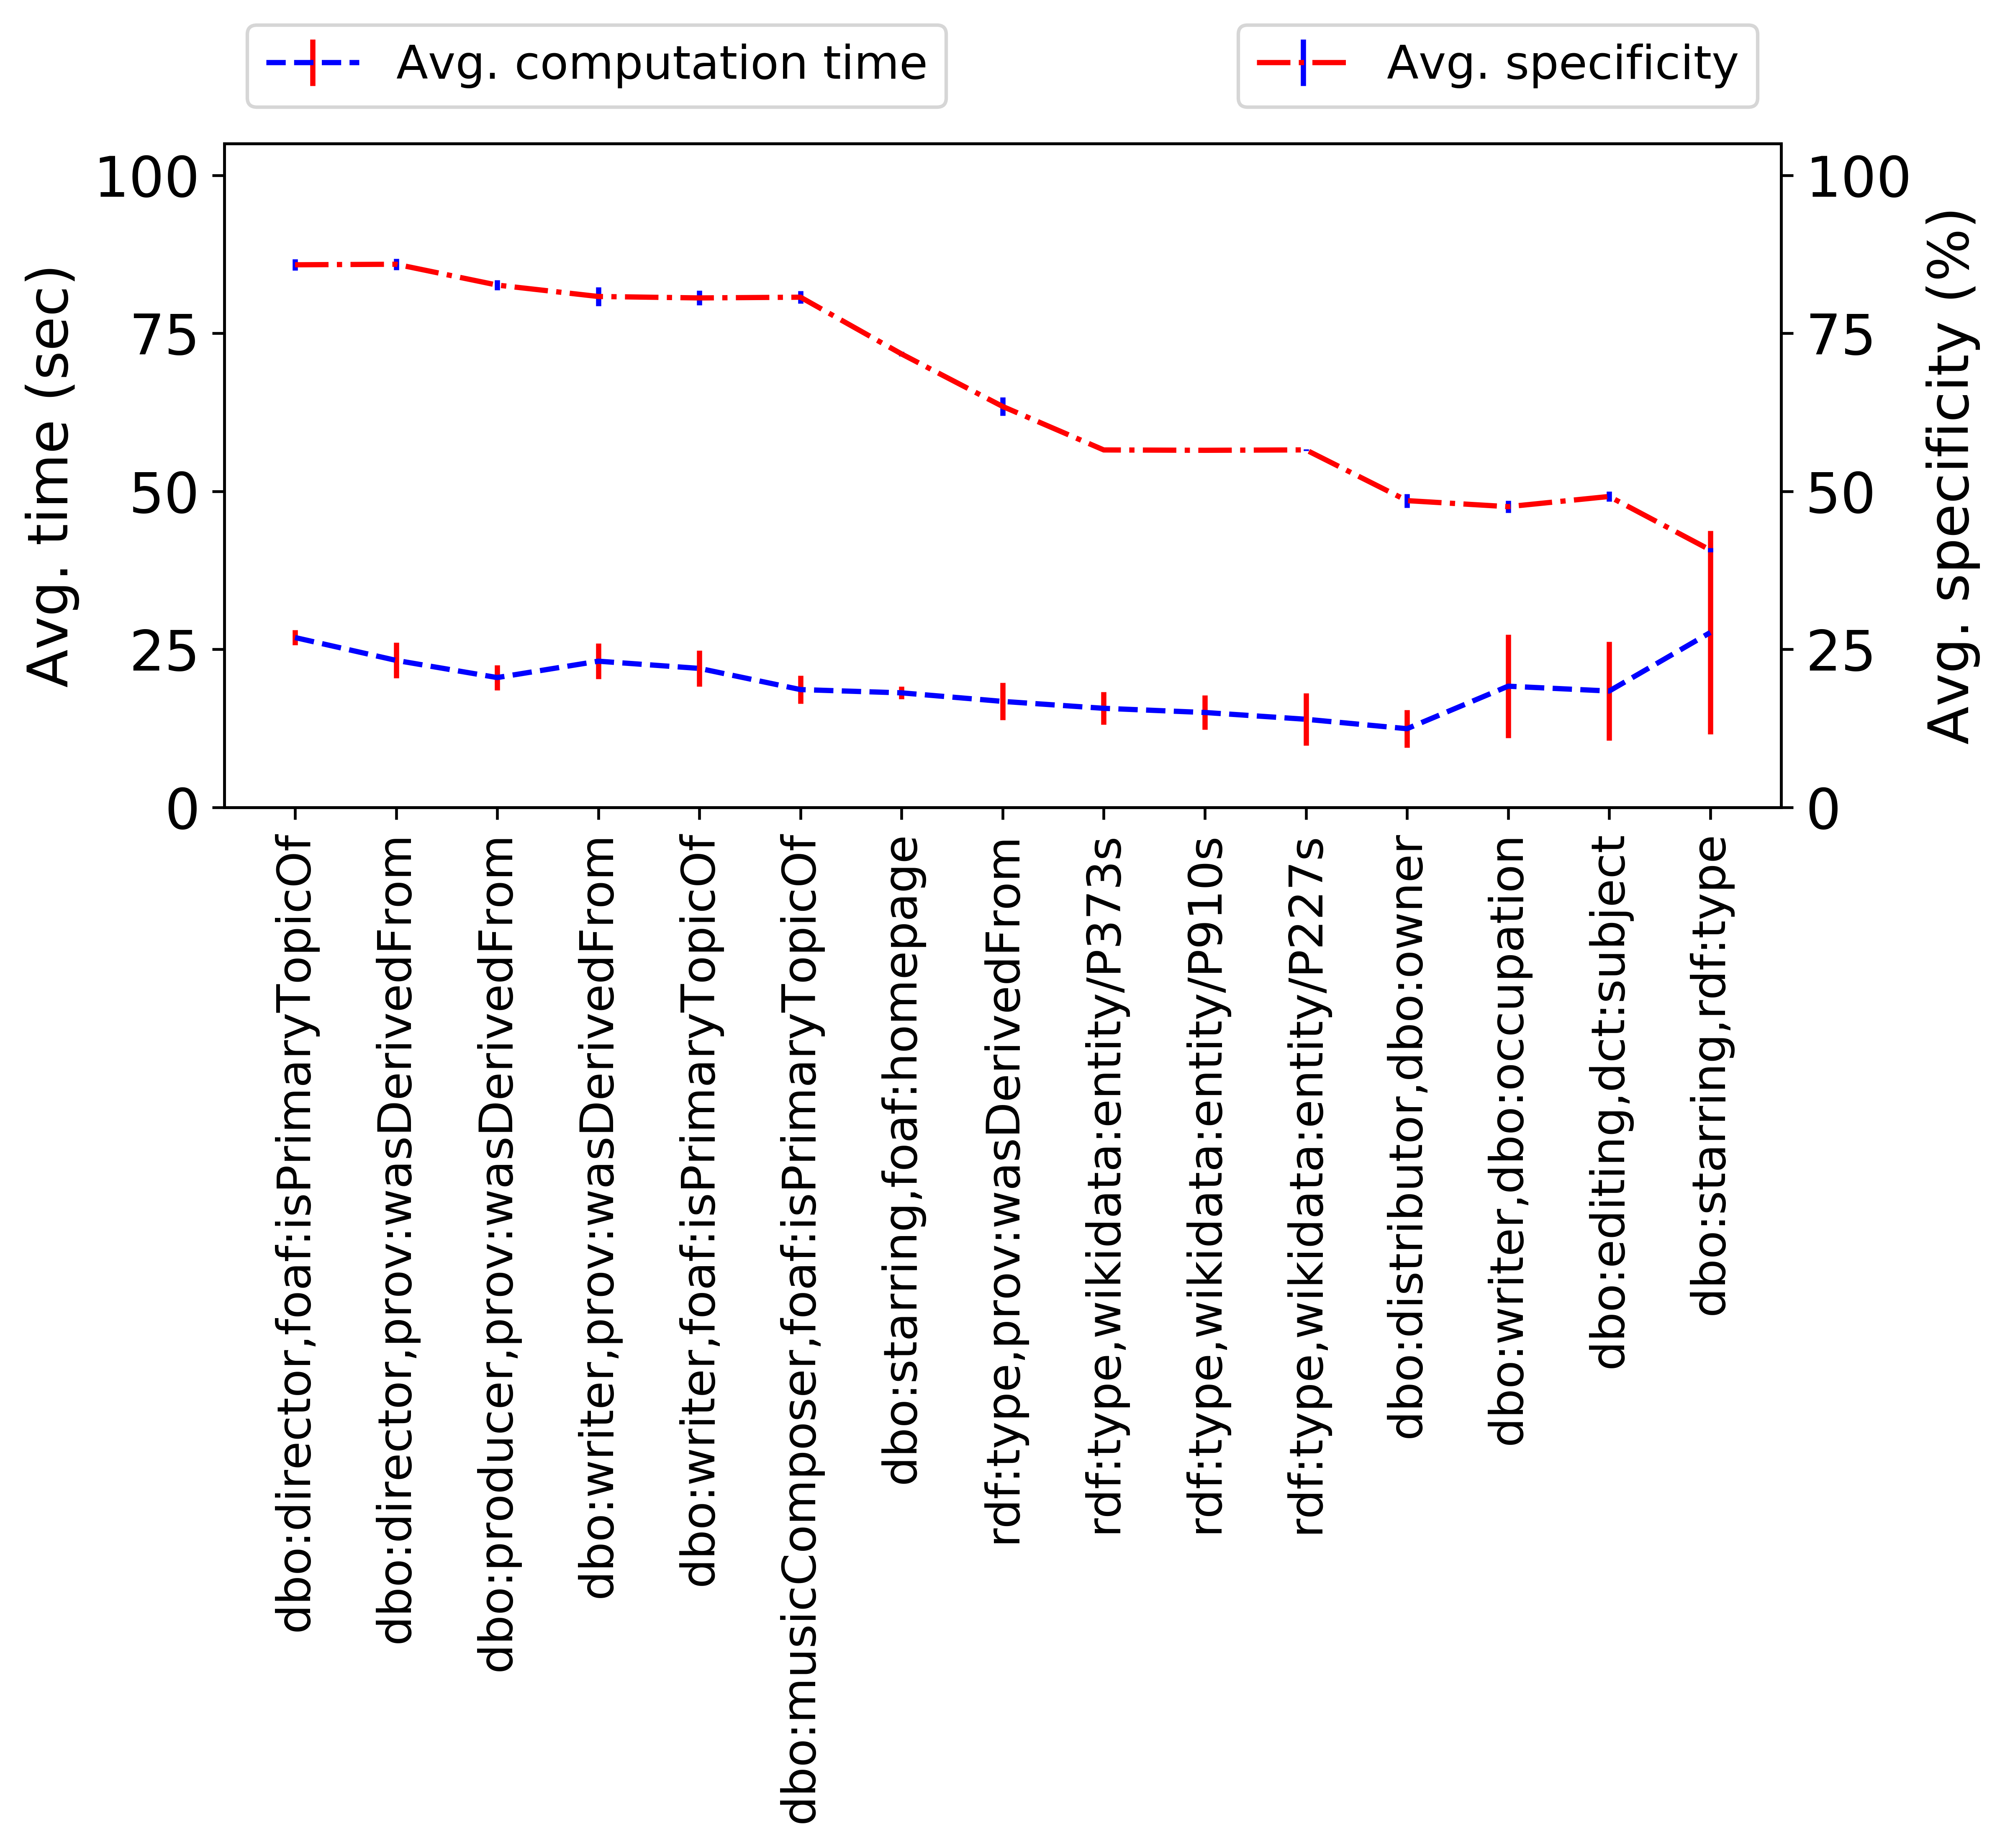 Avg. computation time
Avg. specificity
Avg. time (sec)
100
75
50
25
0
100
75
50
25
0
Avg. specificity (%)
dbo:director,foaf:isPrimaryTopicOf
dbo:director,prov:wasDerivedFrom
dbo:producer,prov:wasDerivedFrom
dbo:writer,prov:wasDerivedFrom
dbo:writer,foaf:isPrimaryTopicOf
dbo:musicComposer,foaf:isPrimaryTopicOf
dbo:starring,foaf:homepage
rdf:type,prov:wasDerivedFrom
rdf:type,wikidata:entity/P373s
rdf:type,wikidata:entity/P910s
rdf:type,wikidata:entity/P227s
dbo:distributor,dbo:owner
dbo:writer,dbo:occupation
dbo:editing,dct:subject
dbo:starring,rdf:type